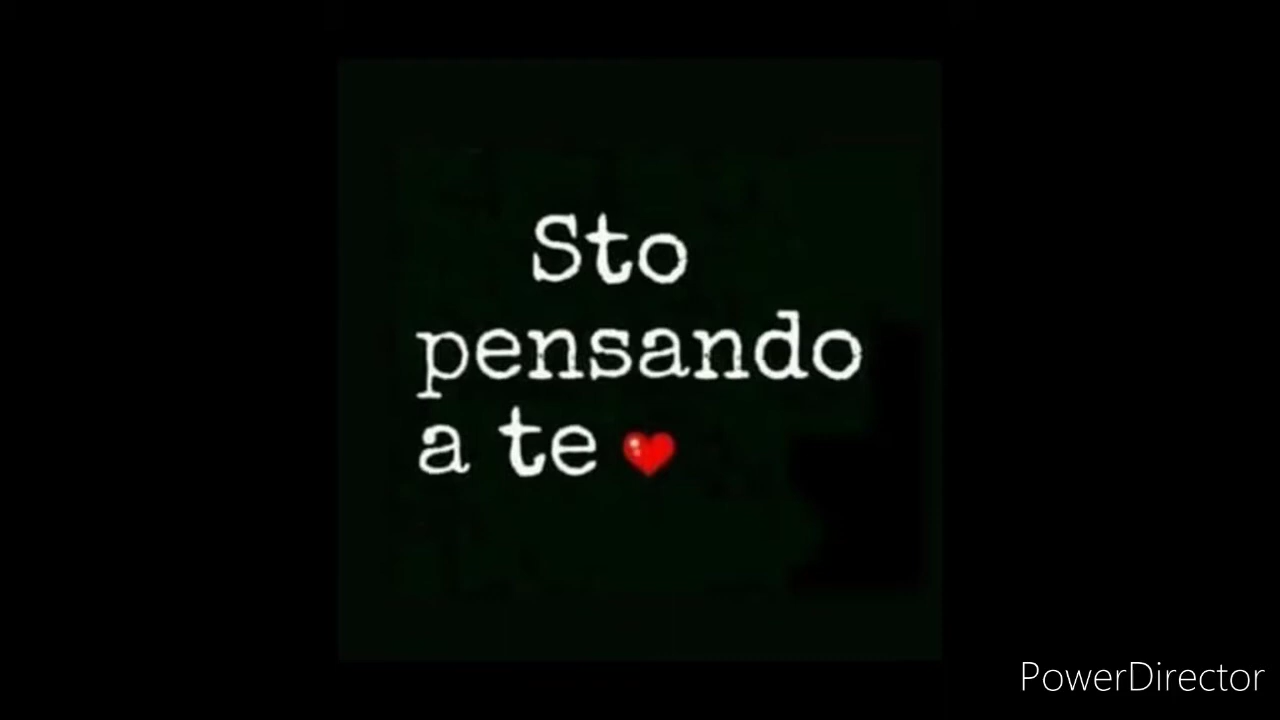 Sto
pensando
a te ❤
PowerDirector